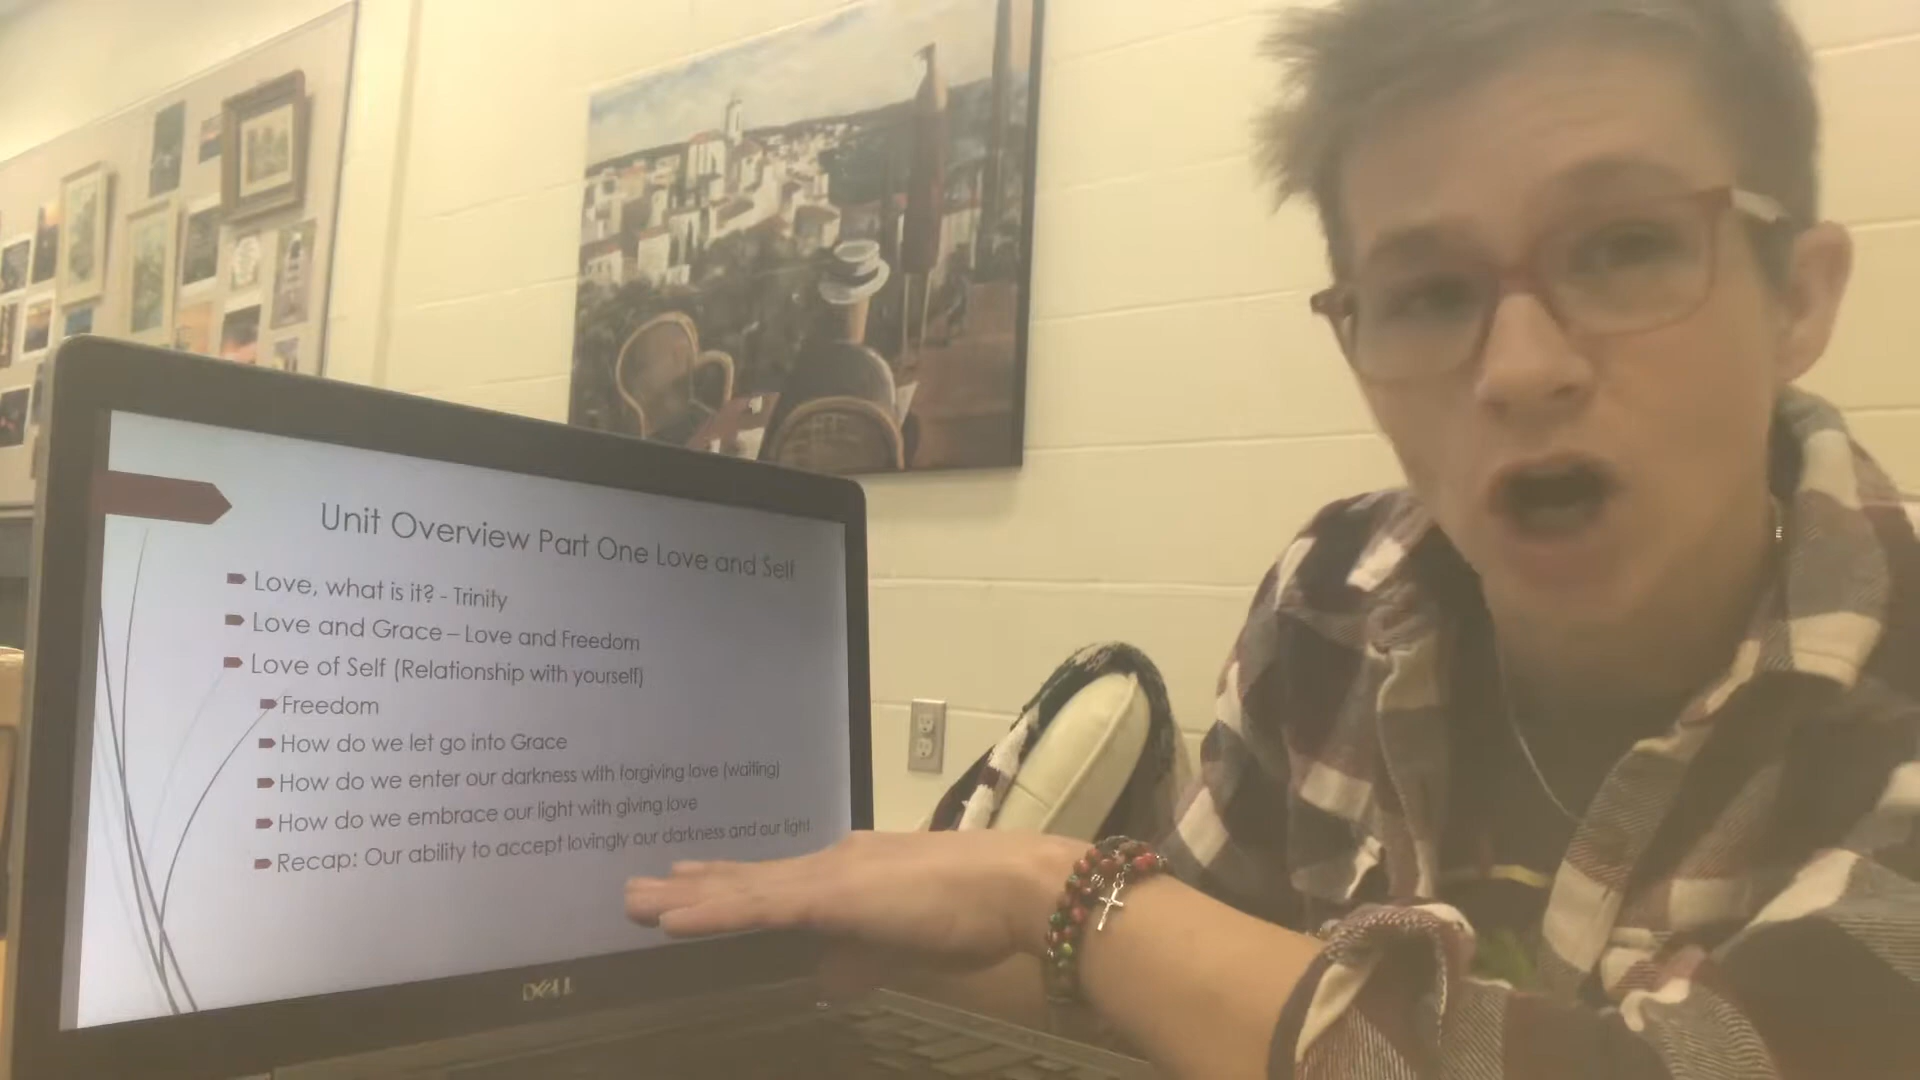 Unit Overview Part One Love and Self
Love, what is it? - Trinity
Love and Grace – Love and Freedom
Love of Self (Relationship with yourself)
Freedom
How do we let go into Grace
How do we enter our darkness with forgiving love (waiting)
How do we embrace our light with giving love
Recap: Our ability to accept lovingly our darkness and our light
DELL